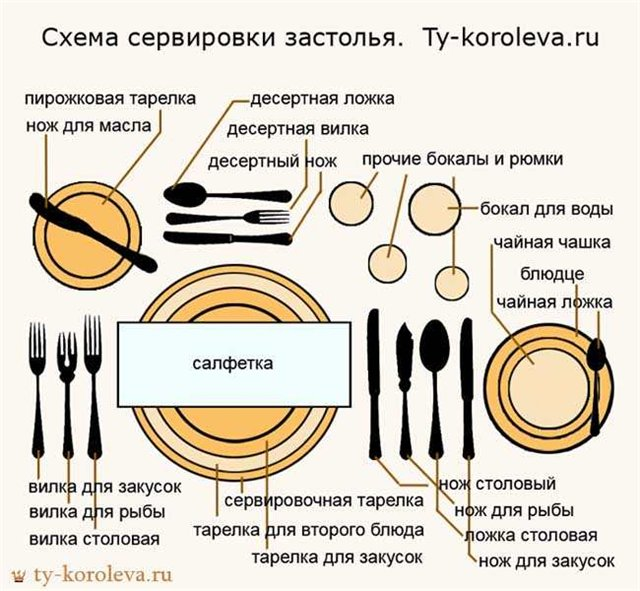 Схема сервировки застолья. Ty-koroleva.ru
пирожковая тарелка
нож для масла
десертная ложка
десертная вилка
десертный нож
прочие бокалы и рюмки
бокал для воды
чайная чашка
блюдце
чайная ложка
салфетка
вилка для закусок
вилка для рыбы
вилка столовая
сервировочная тарелка
тарелка для второго блюда
тарелка для закусок
нож столовый
нож для рыбы
ложка столовая
нож для закусок
ty-koroleva.ru